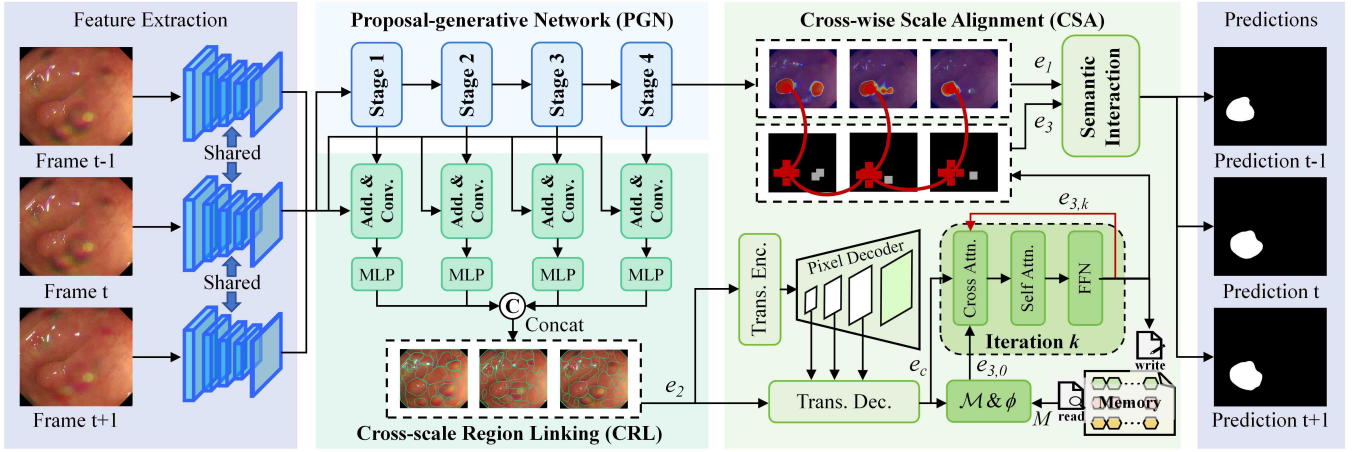 Feature Extraction
Frame t-1
Shared
Frame t
Shared
Frame t+1
Proposal-generative Network (PGN)
Stage 1
Stage 2
Stage 3
Stage 4
Add. &
Conv.
Add. &
Conv.
Add. &
Conv.
Add. &
Conv.
MLP
MLP
MLP
MLP
C
Concat
Cross-scale Region Linking (CRL)
e2
Cross-wise Scale Alignment (CSA)
e1
e3
Semantic
Interaction
Trans. Enc.
Pixel Decoder
Trans. Dec.
ec
e3,k
Cross Attn.
Self Attn.
FFN
Iteration k
e3,0
ℳ & ϕ
M
read
write
Memory
Predictions
Prediction t-1
Prediction t
Prediction t+1